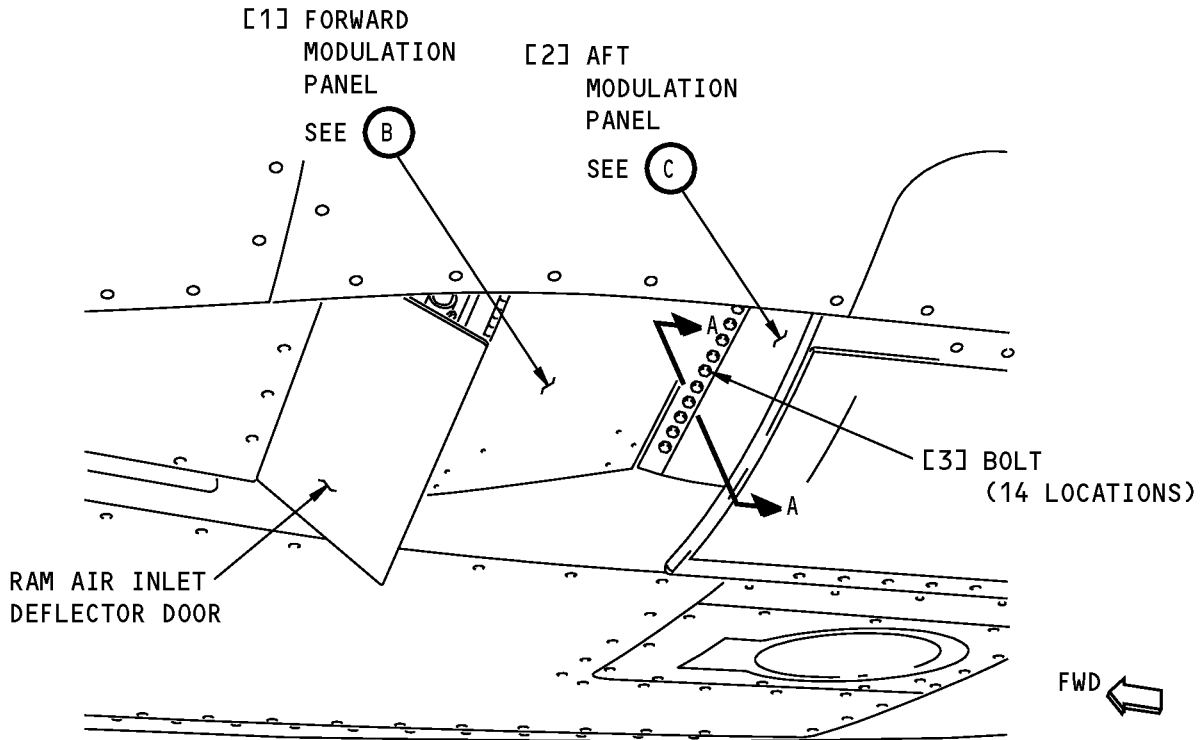 [1] FORWARD
MODULATION
PANEL
SEE B
[2] AFT
MODULATION
PANEL
SEE C
A
[3] BOLT
(14 LOCATIONS)
A
RAM AIR INLET
DEFLECTOR DOOR
FWD